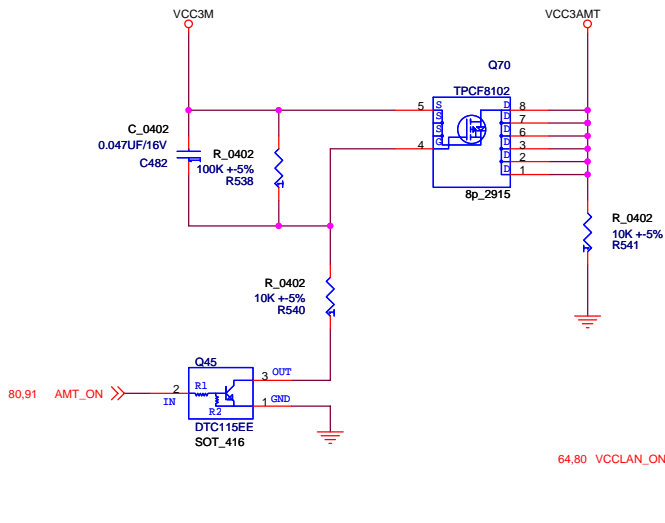 VCC3M
VCC3AMT
Q70
TPCF8102
5 S D 8
S D 7
S D 6
4 G D 3
D 2
D 1
8p_2915
C_0402
0.047UF/16V
C482
R_0402
100K +-5%
R538
R_0402
10K +-5%
R541
R_0402
10K +-5%
R540
Q45
3 OUT
80,91 AMT_ON
2
IN
R1
R2
1 GND
DTC115EE
SOT_416
64,80 VCCLAN_ON